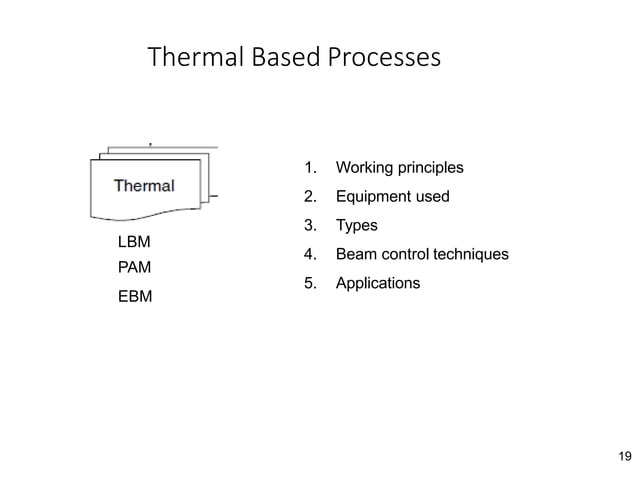 Thermal Based Processes
Thermal
LBM
PAM
EBM
1. Working principles
2. Equipment used
3. Types
4. Beam control techniques
5. Applications
19